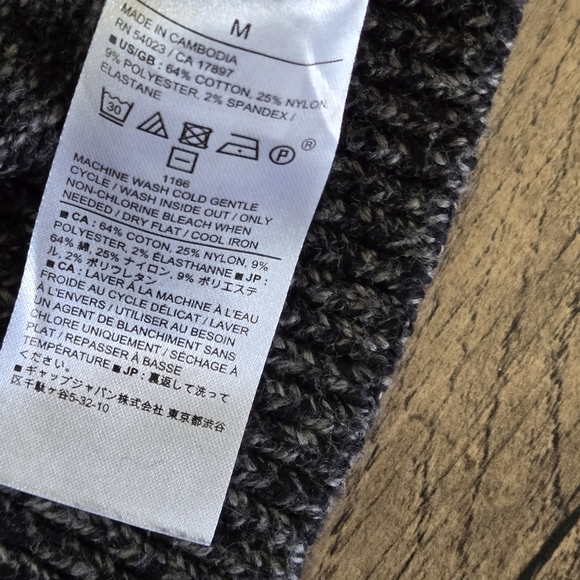 M
MADE IN CAMBODIA
RN 54023 / CA 17897
■ US/GB : 64% COTTON, 25% NYLON,
9% POLYESTER, 2% SPANDEX /
ELASTANE
30 P ®
1166
MACHINE WASH COLD GENTLE
CYCLE / WASH INSIDE OUT / ONLY
NON-CHLORINE BLEACH WHEN
NEEDED / DRY FLAT / COOL IRON
■ CA : 64% COTTON, 25% NYLON, 9%
POLYESTER, 2% ÉLASTHANNE ■ JP :
64% 綿, 25% ナイロン, 9% ポリエステ
ル, 2% ポリウレタン
■ CA : LAVER À LA MACHINE À L'EAU
FROIDE AU CYCLE DÉLICAT / LAVER
À L'ENVERS / UTILISER AU BESOIN
UN AGENT DE BLANCHIMENT SANS
CHLORE UNIQUEMENT / SÉCHAGE À
PLAT / REPASSER À BASSE
TEMPÉRATURE ■ JP : 裏返して洗って
ください。
■ ギャップジャパン株式会社 東京都渋谷
区千駄ヶ谷5-32-10